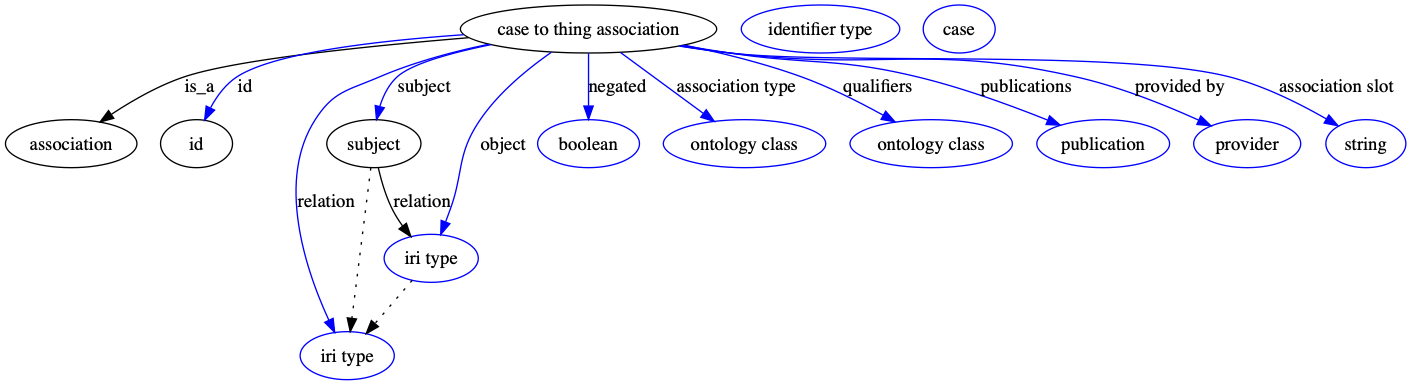 case to thing association
identifier type
case
is_a
id
subject
negated
association type
qualifiers
publications
provided by
association slot
association
id
subject
object
boolean
ontology class
ontology class
publication
provider
string
relation
relation
iri type
iri type